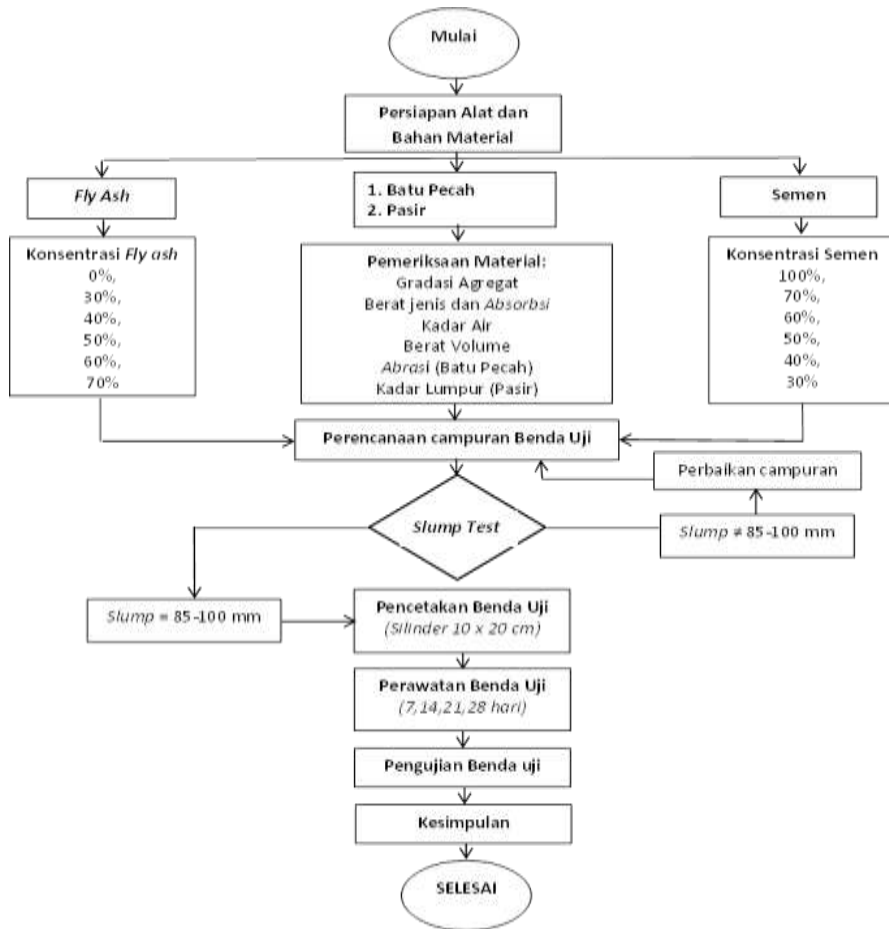 Mulai
Persiapan Alat dan
Bahan Material
Fly Ash
1. Batu Pecah
2. Pasir
Semen
Konsentrasi Fly ash
0%,
30%,
40%,
50%,
60%,
70%
Pemeriksaan Material:
Gradasi Agregat
Berat jenis dan Absorbsi
Kadar Air
Berat Volume
Abrasi (Batu Pecah)
Kadar Lumpur (Pasir)
Konsentrasi Semen
100%,
70%,
60%,
50%,
40%,
30%
Perencanaan campuran Benda Uji
Perbaikan campuran
Slump Test
Slump ≠ 85-100 mm
Slump = 85-100 mm
Pencetakan Benda Uji
(Silinder 10 x 20 cm)
Perawatan Benda Uji
(7,14,21,28 hari)
Pengujian Benda uji
Kesimpulan
SELESAI